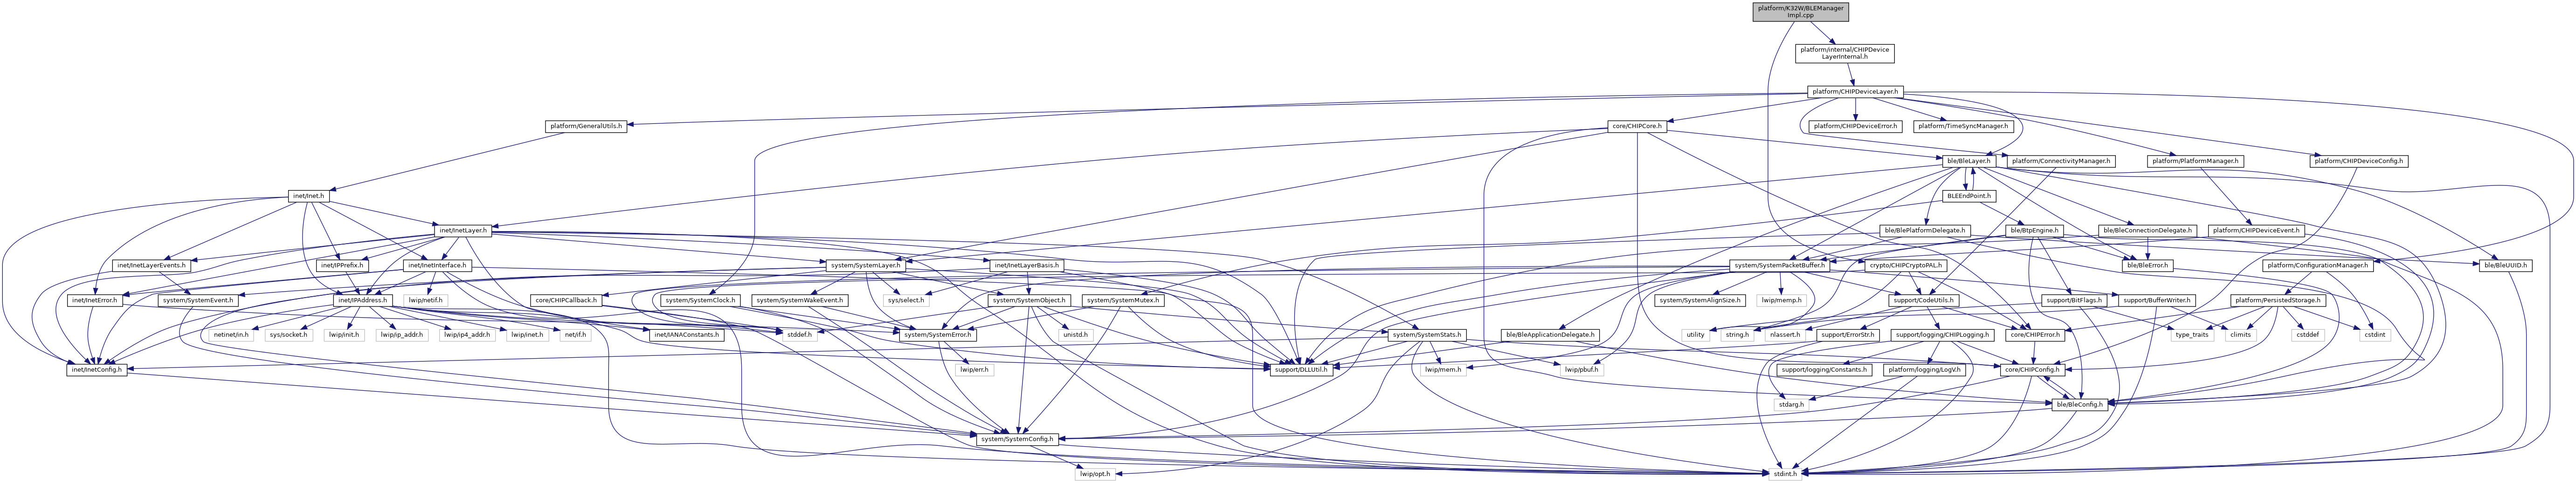 platform/K32W/BLEManager
Impl.cpp
platform/internal/CHIPDevice
LayerInternal.h
platform/CHIPDeviceLayer.h
platform/GeneralUtils.h
core/CHIPCore.h
platform/CHIPDeviceError.h
platform/TimeSyncManager.h
ble/BleLayer.h
platform/ConnectivityManager.h
platform/PlatformManager.h
platform/CHIPDeviceConfig.h
inet/Inet.h
BLEEndPoint.h
inet/InetLayer.h
ble/BlePlatformDelegate.h
ble/BtpEngine.h
ble/BleConnectionDelegate.h
platform/CHIPDeviceEvent.h
inet/InetLayerEvents.h
inet/IPPrefix.h
inet/InetInterface.h
system/SystemLayer.h
inet/InetLayerBasis.h
system/SystemPacketBuffer.h
crypto/CHIPCryptoPAL.h
ble/BleError.h
platform/ConfigurationManager.h
ble/BleUUID.h
inet/InetError.h
system/SystemEvent.h
inet/IPAddress.h
lwip/netif.h
core/CHIPCallback.h
system/SystemClock.h
system/SystemWakeEvent.h
sys/select.h
system/SystemObject.h
system/SystemMutex.h
system/SystemAlignSize.h
lwip/memp.h
support/CodeUtils.h
support/BitFlags.h
support/BufferWriter.h
platform/PersistedStorage.h
netinet/in.h
sys/socket.h
lwip/init.h
lwip/ip_addr.h
lwip/ip4_addr.h
lwip/inet.h
net/if.h
inet/IANAConstants.h
stddef.h
system/SystemError.h
unistd.h
system/SystemStats.h
ble/BleApplicationDelegate.h
utility
string.h
nlassert.h
support/ErrorStr.h
support/logging/CHIPLogging.h
core/CHIPError.h
type_traits
climits
cstddef
cstdint
inet/InetConfig.h
lwip/err.h
support/DLLUtil.h
lwip/mem.h
lwip/pbuf.h
support/logging/Constants.h
platform/logging/LogV.h
core/CHIPConfig.h
stdarg.h
ble/BleConfig.h
system/SystemConfig.h
lwip/opt.h
stdint.h